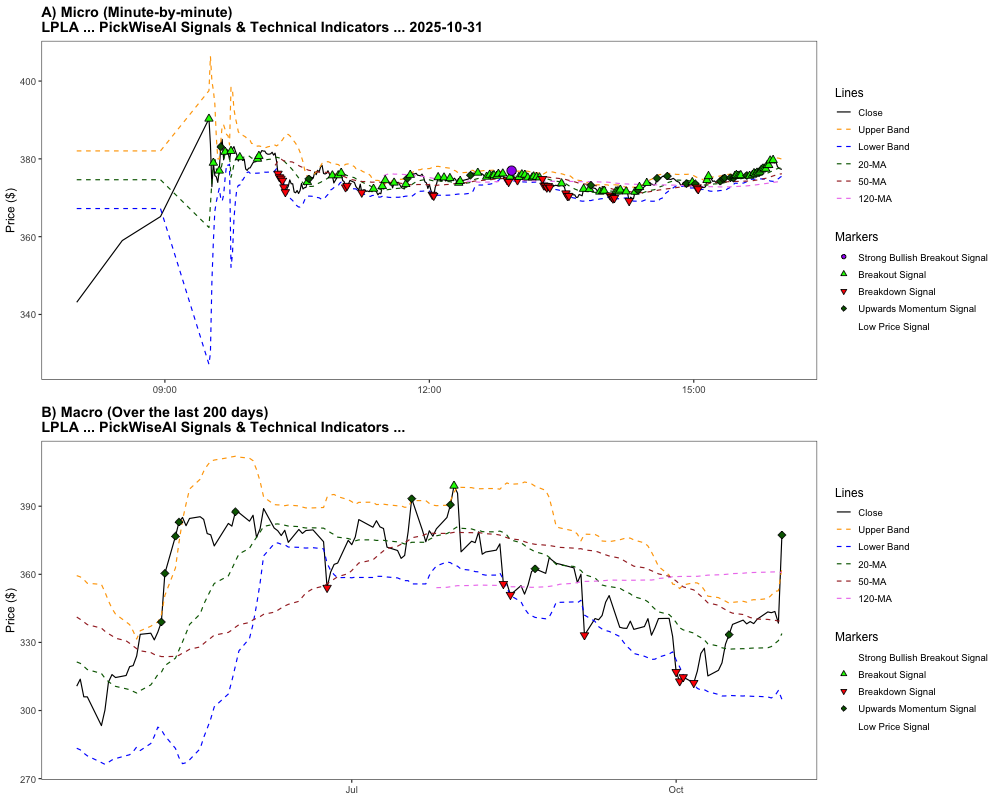 A) Micro (Minute-by-minute)
LPLA ... PickWiseAI Signals & Technical Indicators ... 2025-10-31
Price ($)
400
380
360
340
09:00
12:00
15:00
Lines
Close
Upper Band
Lower Band
20-MA
50-MA
120-MA
Markers
Strong Bullish Breakout Signal
Breakout Signal
Breakdown Signal
Upwards Momentum Signal
Low Price Signal
B) Macro (Over the last 200 days)
LPLA ... PickWiseAI Signals & Technical Indicators ...
Price ($)
390
360
330
300
270
Jul
Oct
Lines
Close
Upper Band
Lower Band
20-MA
50-MA
120-MA
Markers
Strong Bullish Breakout Signal
Breakout Signal
Breakdown Signal
Upwards Momentum Signal
Low Price Signal